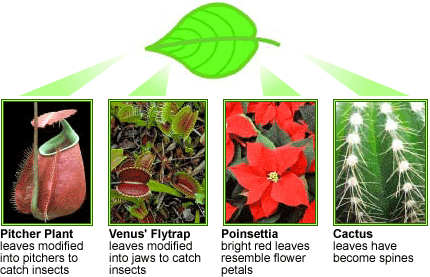 Pitcher Plant
leaves modified
into pitchers to
catch insects
Venus' Flytrap
leaves modified
into jaws to catch
insects
Poinsettia
bright red leaves
resemble flower
petals
Cactus
leaves have
become spines